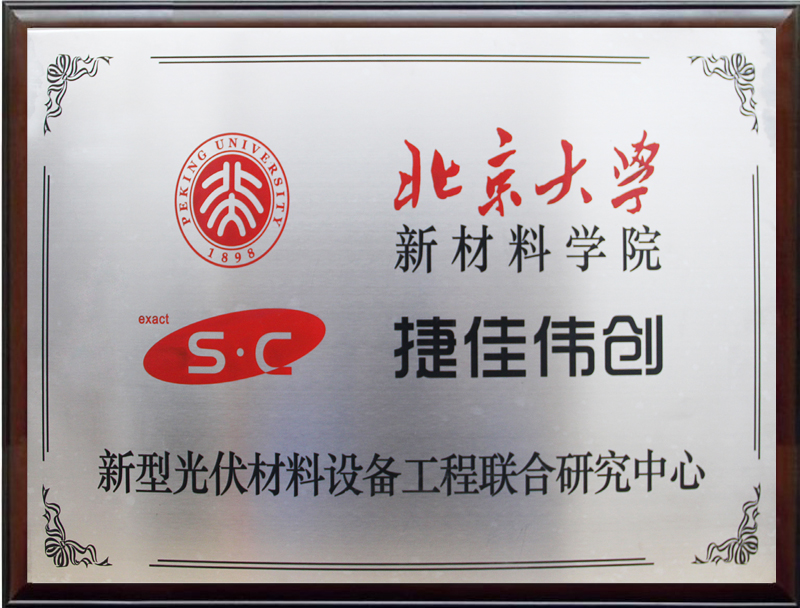 PEKING UNIVERSITY
1898
北京大学
新材料学院
exact
S·C
捷佳伟创
新型光伏材料设备工程联合研究中心